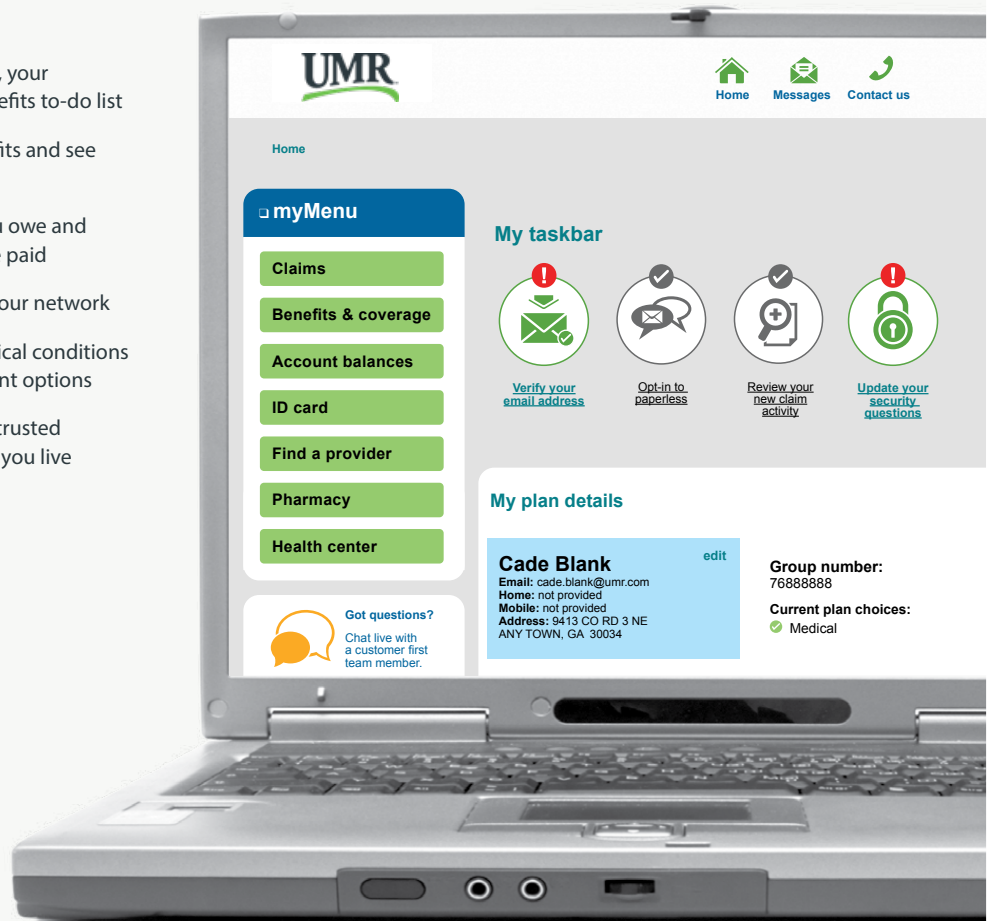 , your
efits to-do list
fits and see
u owe and
e paid
our network
ical conditions
nt options
trusted
you live
UMR
Home
Messages
Contact us
Home
myMenu
Claims
Benefits & coverage
Account balances
ID card
Find a provider
Pharmacy
Health center
Got questions?
Chat live with
a customer first
team member.
My taskbar
Verify your
email address
Opt-in to
paperless
Review your
new claim
activity
Update your
security
questions
My plan details
Cade Blank
edit
Email: cade.blank@umr.com
Home: not provided
Mobile: not provided
Address: 9413 CO RD 3 NE
ANY TOWN, GA 30034
Group number:
76888888
Current plan choices:
Medical